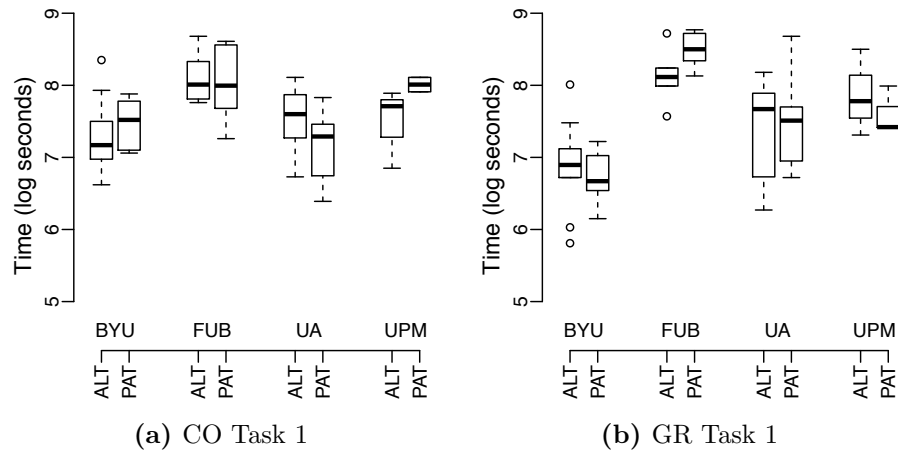 Time (log seconds)
9
8
7
6
5
BYU FUB UA UPM
ALT PAT ALT PAT ALT PAT ALT PAT
(a) CO Task 1
Time (log seconds)
9
8
7
6
5
BYU FUB UA UPM
ALT PAT ALT PAT ALT PAT ALT PAT
(b) GR Task 1